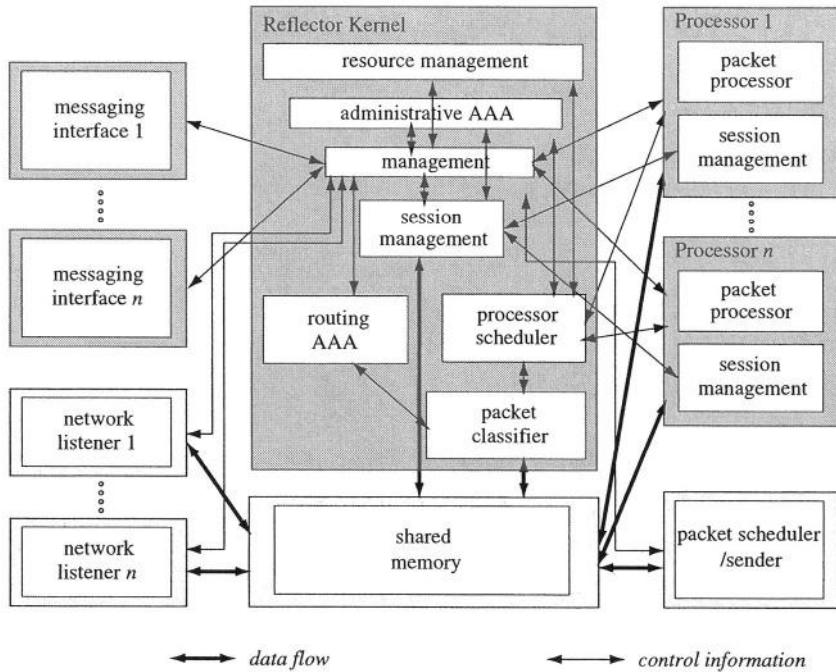 Reflector Kernel
resource management
administrative AAA
management
session
management
routing
AAA
processor
scheduler
packet
classifier
messaging
interface 1
messaging
interface n
network
listener 1
network
listener n
shared
memory
Processor 1
packet
processor
session
management
Processor n
packet
processor
session
management
packet scheduler
/sender
data flow
control information